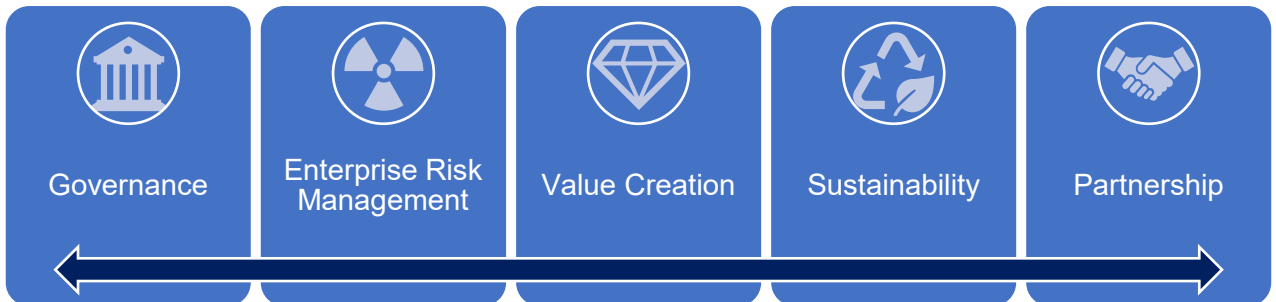 Governance
Enterprise Risk
Management
Value Creation
Sustainability
Partnership